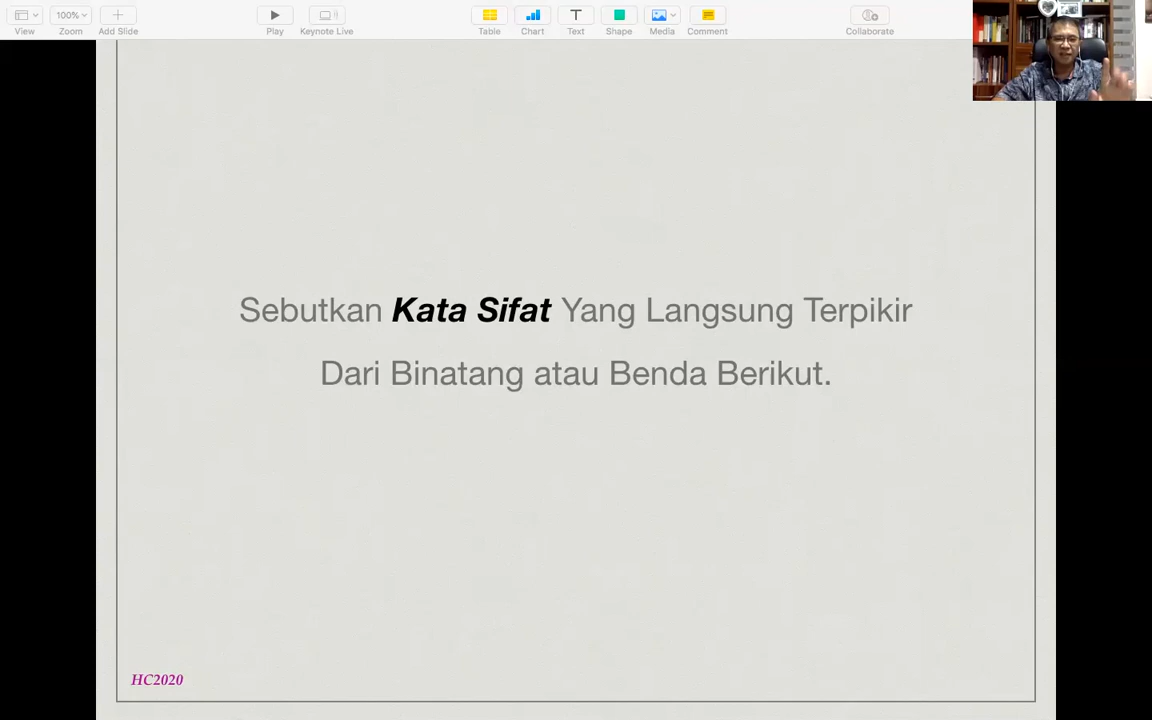 View
Zoom
Add Slide
Play
Keynote Live
Table
Chart
Text
Shape
Media
Comment
Collaborate
100%
Sebutkan Kata Sifat Yang Langsung Terpikir
Dari Binatang atau Benda Berikut.
HC2020